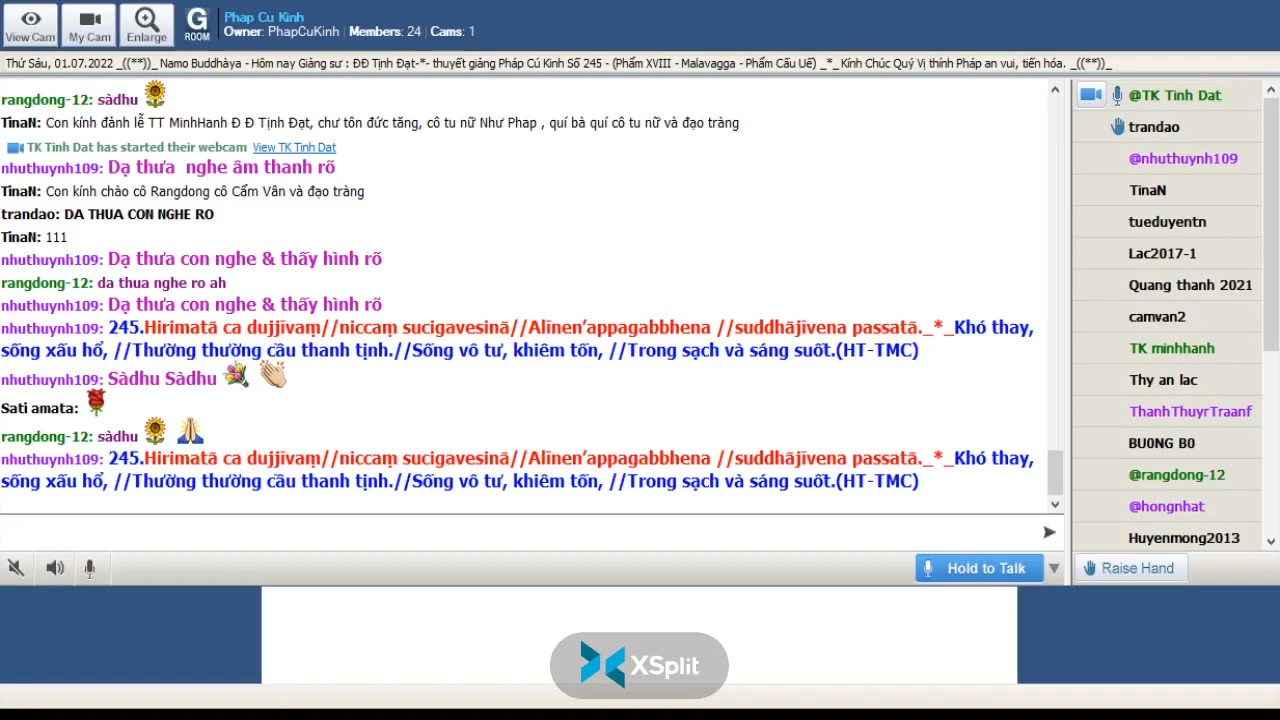 View Cam
My Cam
Enlarge
G
ROOM
Phap Cu Kinh
Owner: PhapCuKinh | Members: 24 | Cams: 1
Thứ Sáu, 01.07.2022 _((**))_ Namo Buddhàya - Hôm nay Giảng sư : ĐĐ Tịnh Đạt-*- thuyết giảng Pháp Cú Kinh Số 245 - (Phẩm XVIII - Malavagga - Phẩm Cấu Uế) _*_ Kính Chúc Quý Vị thính Pháp an vui, tiến hóa. _((**))_
rangdong-12: sàdhu
TinaN: Con kính đảnh lễ TT MinhHanh Đ Đ Tịnh Đạt, chư tôn đức tăng, cô tu nữ Như Phap , quí bà quí cô tu nữ và đạo tràng
TK Tinh Dat has started their webcam View TK Tinh Dat
nhuthuynh109: Dạ thưa  nghe âm thanh rõ
TinaN: Con kính chào cô Rangdong cô Cẩm Vân và đạo tràng
trandao: DA THUA CON NGHE RO
TinaN: 111
nhuthuynh109: Dạ thưa con nghe & thấy hình rõ
rangdong-12: da thua nghe ro ah
nhuthuynh109: Dạ thưa con nghe & thấy hình rõ
nhuthuynh109: 245.Hirimatā ca dujjīvaṃ//niccaṃ sucigavesinā//Alīnen’appagabbhena //suddhājīvena passatā._*_Khó thay,
sống xấu hổ, //Thường thường cầu thanh tịnh.//Sống vô tư, khiêm tốn, //Trong sạch và sáng suốt.(HT-TMC)
nhuthuynh109: Sàdhu Sàdhu
Sati amata:
rangdong-12: sàdhu
nhuthuynh109: 245.Hirimatā ca dujjīvaṃ//niccaṃ sucigavesinā//Alīnen’appagabbhena //suddhājīvena passatā._*_Khó thay,
sống xấu hổ, //Thường thường cầu thanh tịnh.//Sống vô tư, khiêm tốn, //Trong sạch và sáng suốt.(HT-TMC)
@TK Tinh Dat
trandao
@nhuthuynh109
TinaN
tueduyentn
Lac2017-1
Quang thanh 2021
camvan2
TK minhhanh
Thy an lac
ThanhThuyrTraanf
BU0NG B0
@rangdong-12
@hongnhat
Huyenmong2013
Hold to Talk
Raise Hand
XSplit